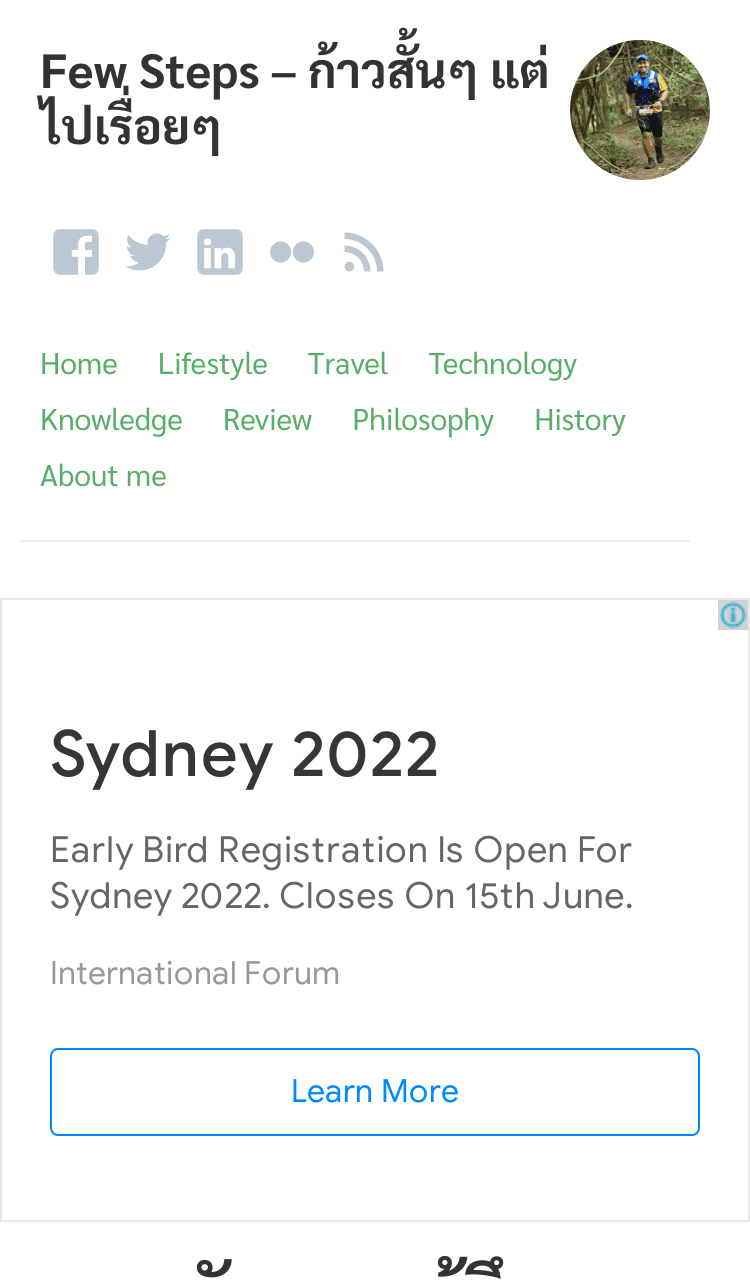 Few Steps – ก้าวสั้นๆ แต่
ไปเรื่อยๆ
Home Lifestyle Travel Technology
Knowledge Review Philosophy History
About me
Sydney 2022
Early Bird Registration Is Open For
Sydney 2022. Closes On 15th June.
International Forum
Learn More